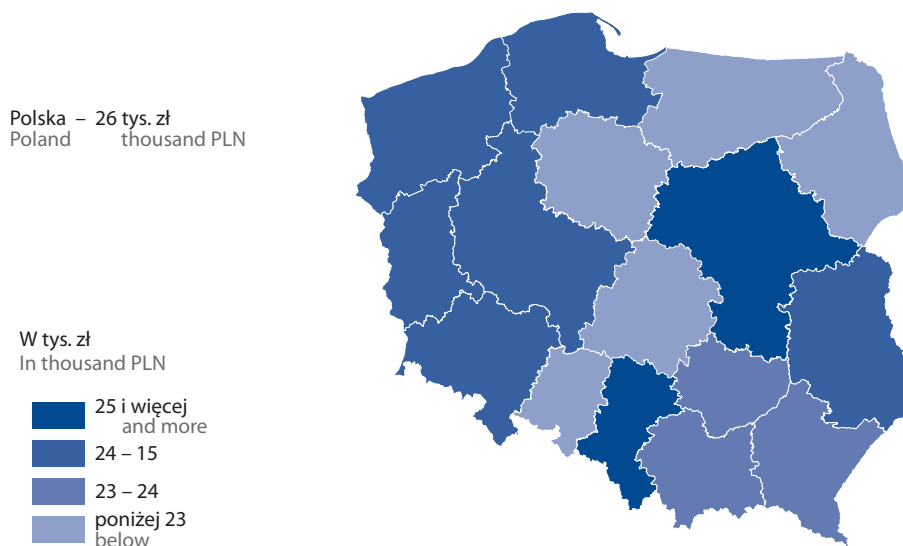 Polska – 26 tys. zł
Poland thousand PLN
W tys. zł
In thousand PLN
25 i więcej
and more
24 – 15
23 – 24
poniżej 23
below